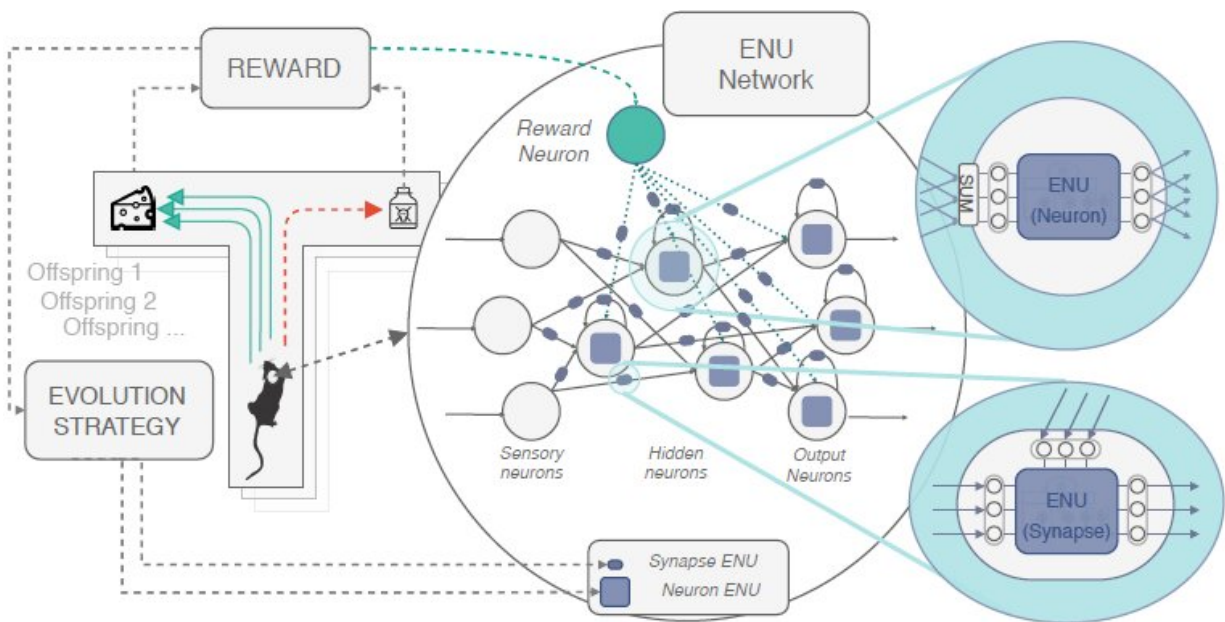 REWARD
ENU
Network
Reward
Neuron
SUM
ENU
(Neuron)
Offspring 1
Offspring 2
Offspring ...
EVOLUTION
STRATEGY
Sensory
neurons
Hidden
neurons
Output
Neurons
ENU
(Synapse)
Synapse ENU
Neuron ENU